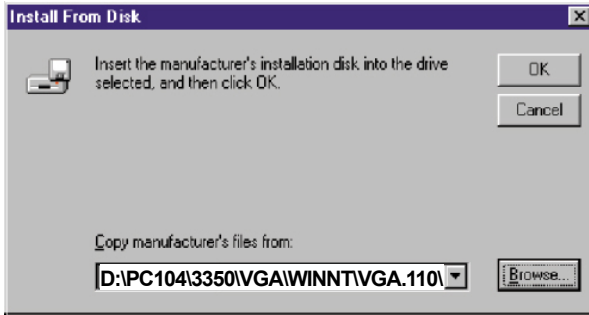 Install From Disk
Insert the manufacturer's installation disk into the drive
selected, and then click OK.
OK
Cancel
Copy manufacturer's files from:
D:\PC104\3350\VGA\WINNT\VGA.110\
Browse...